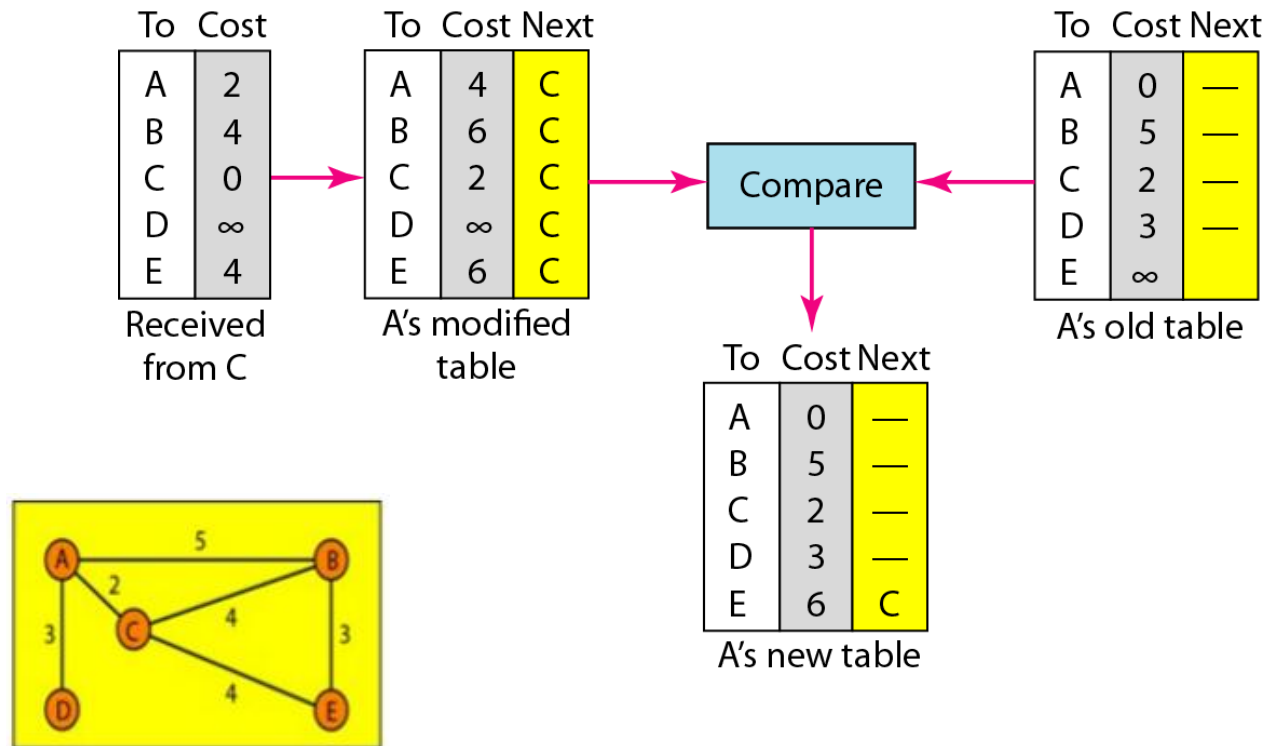 To Cost
A 2
B 4
C 0
D ∞
E 4
Received
from C
To Cost Next
A 4 C
B 6 C
C 2 C
D ∞ C
E 6 C
A's modified
table
Compare
To Cost Next
A 0 —
B 5 —
C 2 —
D 3 —
E ∞
A's old table
To Cost Next
A 0 —
B 5 —
C 2 —
D 3 —
E 6 C
A's new table
A 5 B
2
C 4
3 3
4
D E